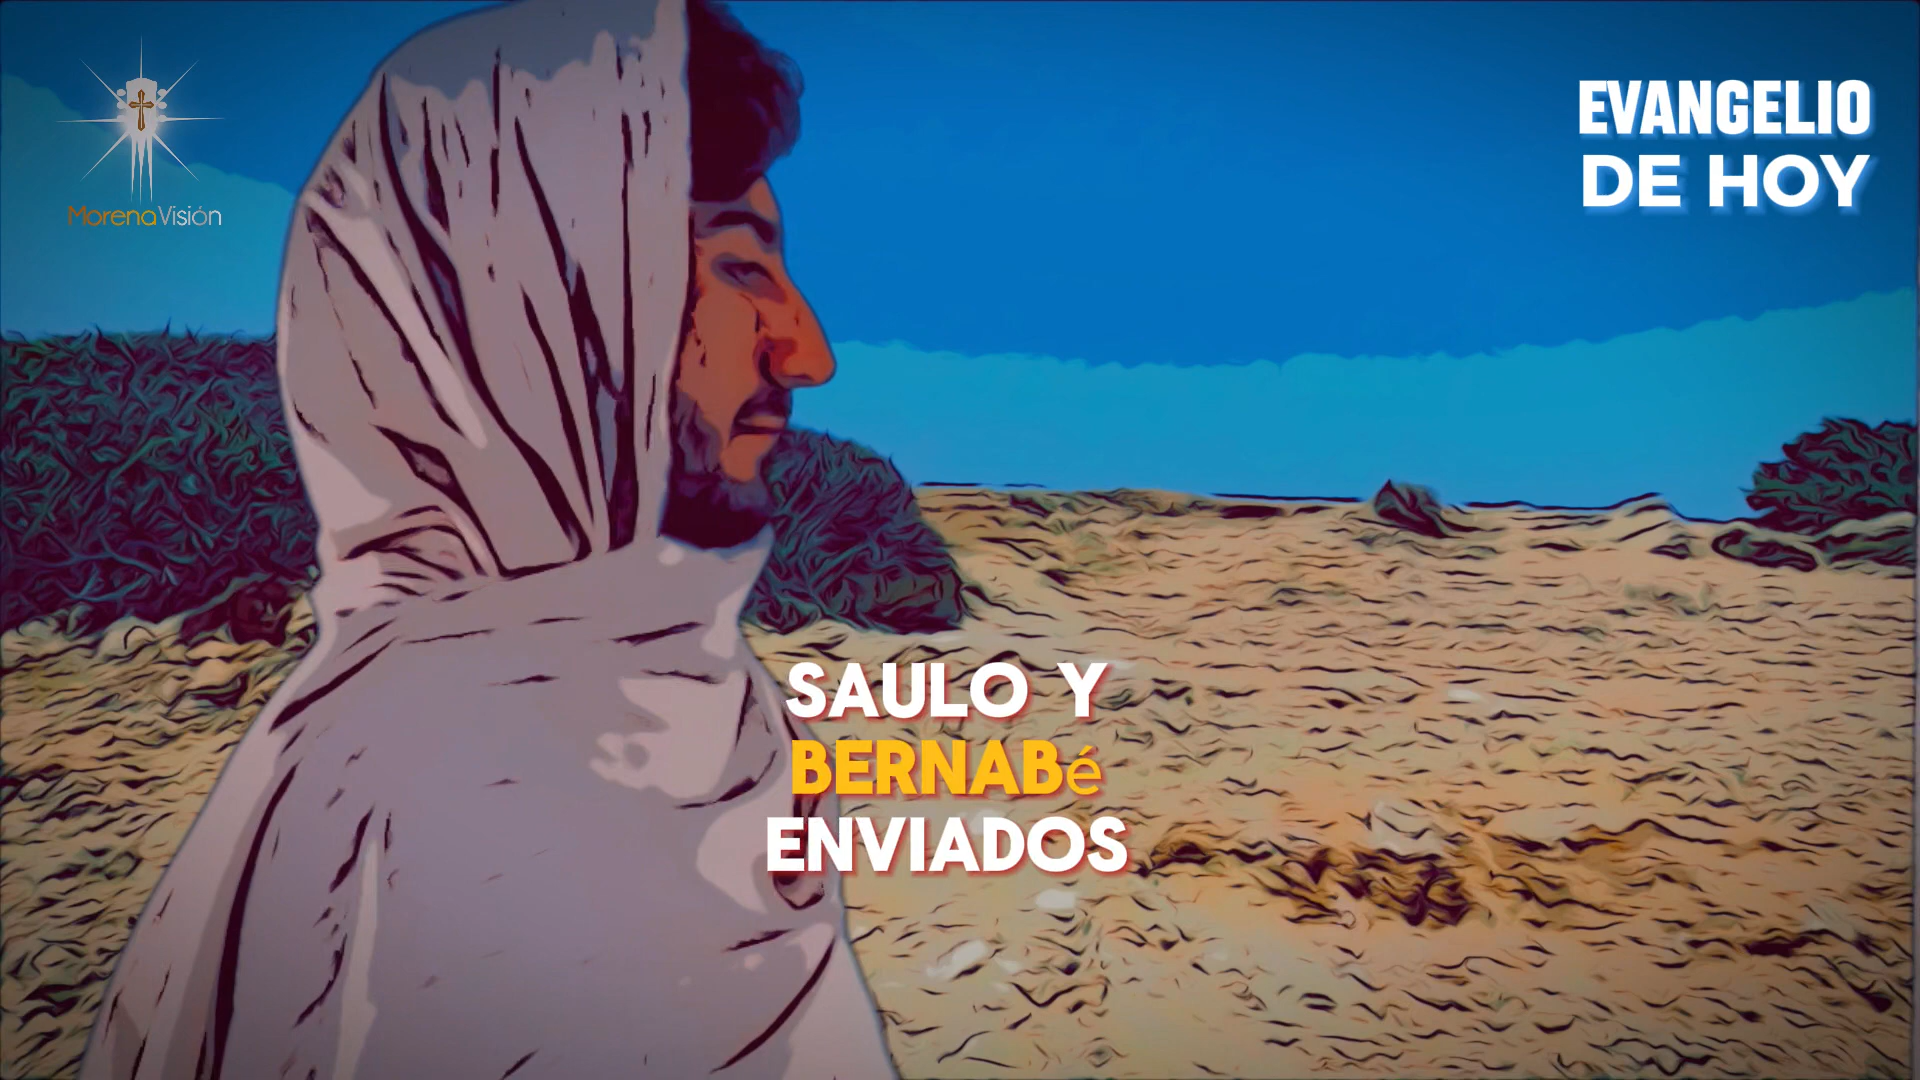 MorenaVisión
EVANGELIO
DE HOY
SAULO Y
BERNABé
ENVIADOS